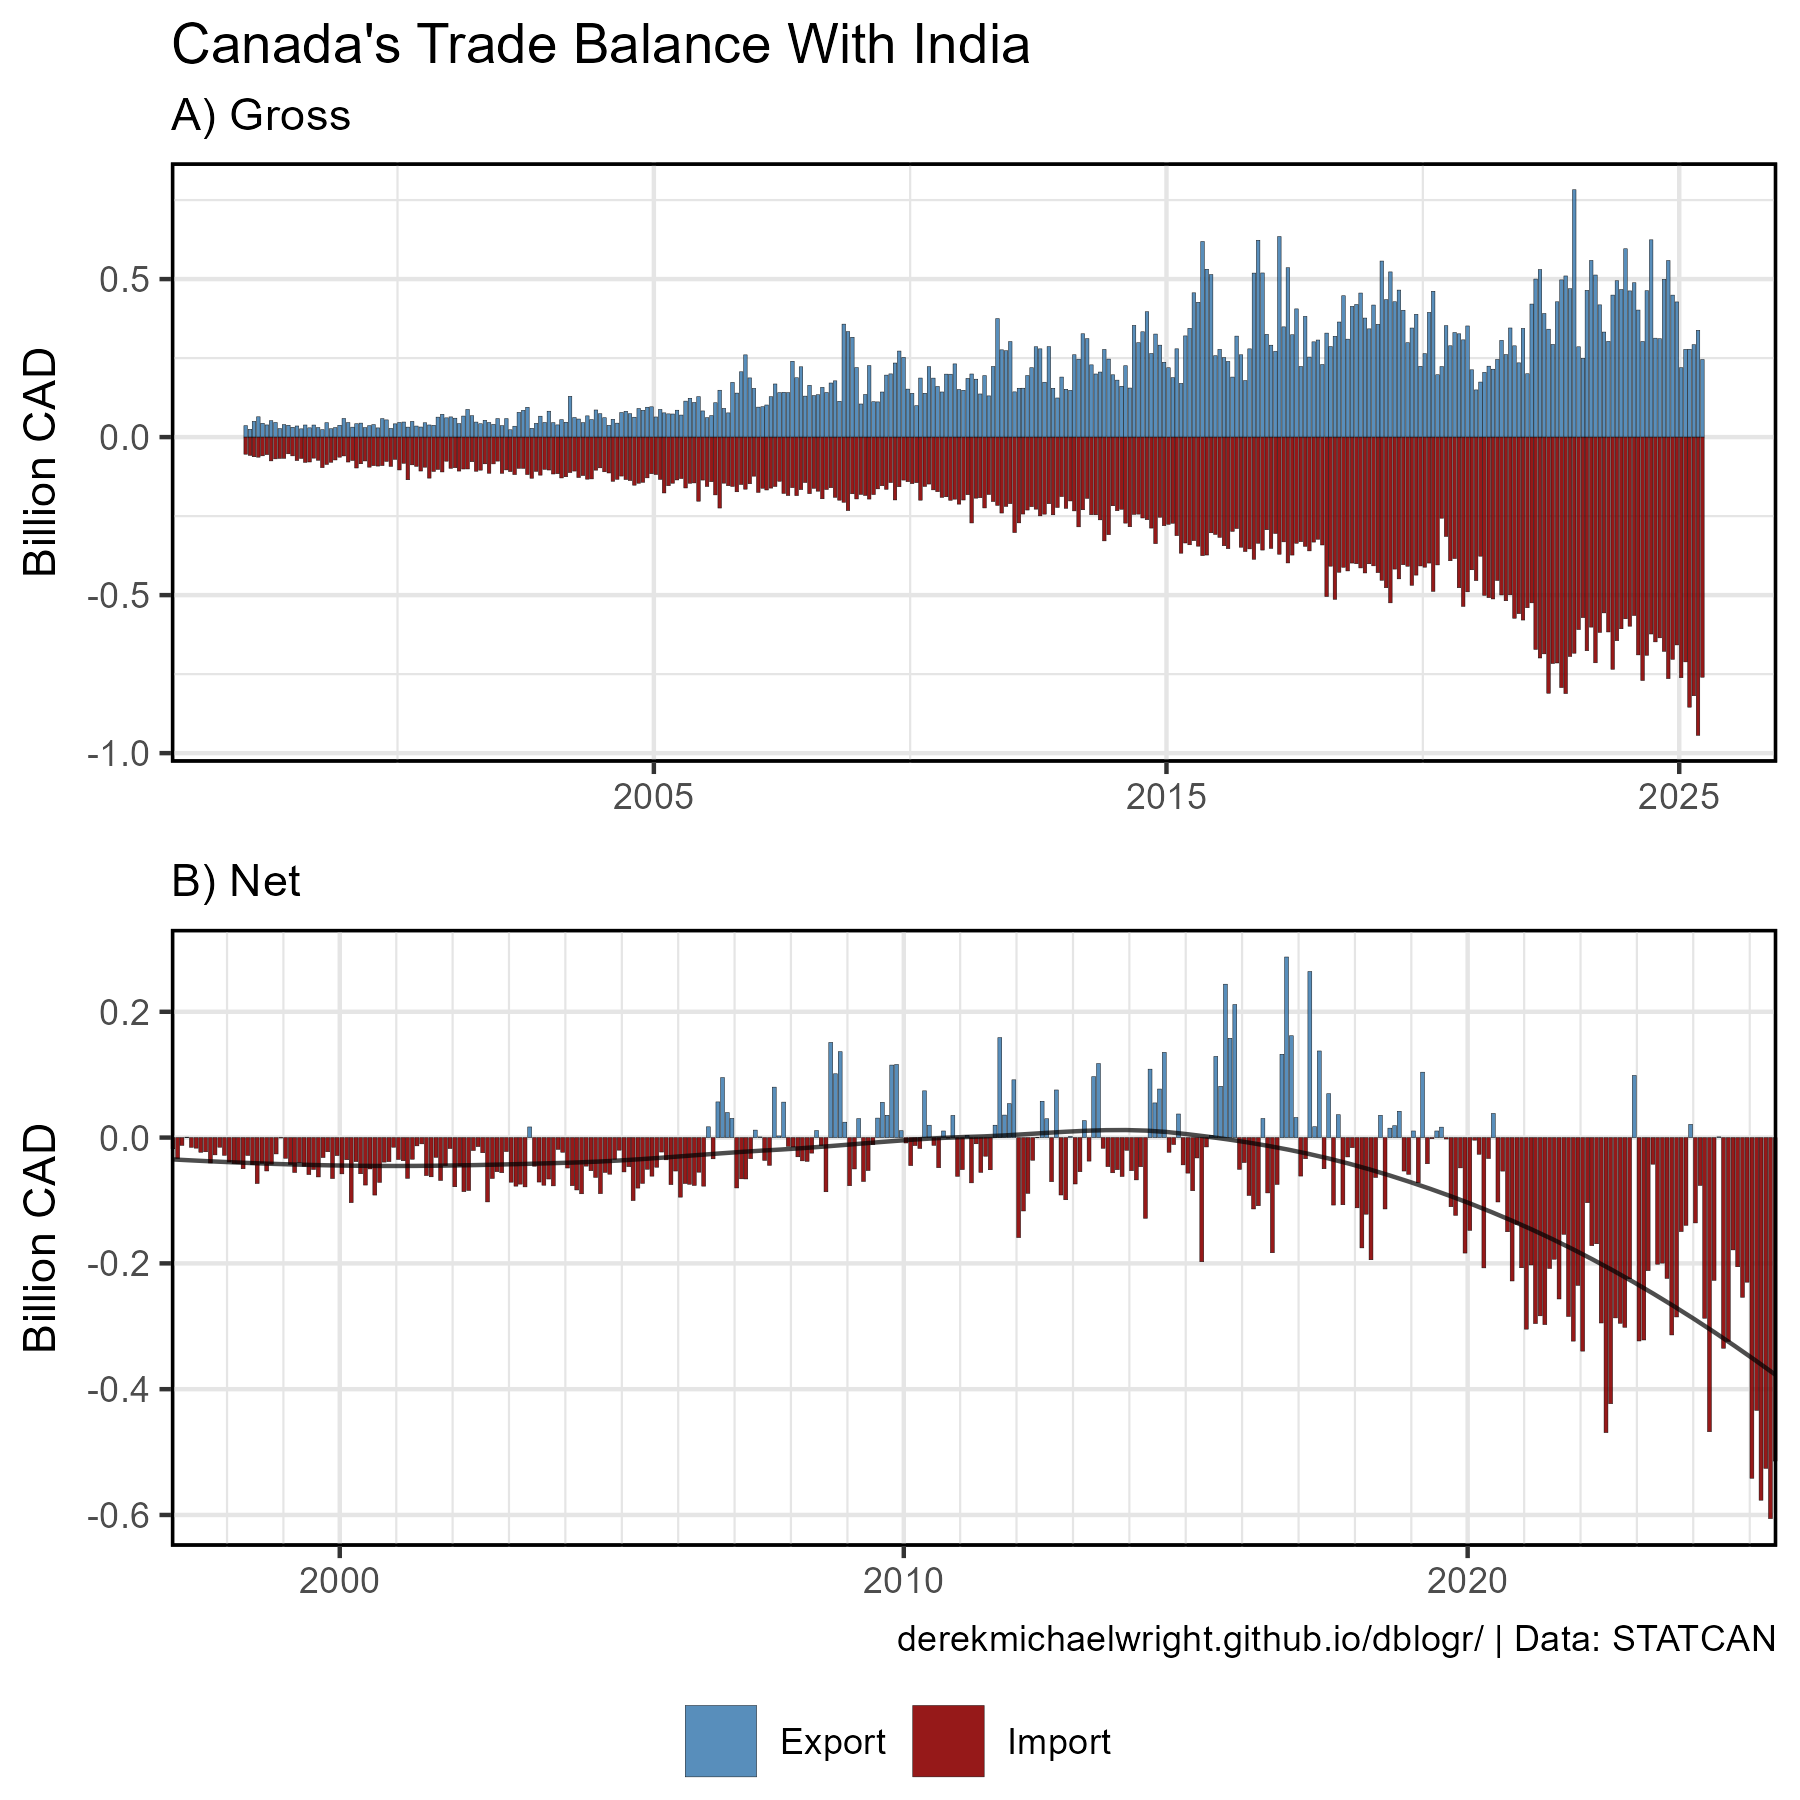 Canada's Trade Balance With India
A) Gross
Billion CAD
0.5
0.0
-0.5
-1.0
2005 2015 2025
B) Net
Billion CAD
0.2
0.0
-0.2
-0.4
-0.6
2000 2010 2020
derekmichaelwright.github.io/dblogr/ | Data: STATCAN
Export Import